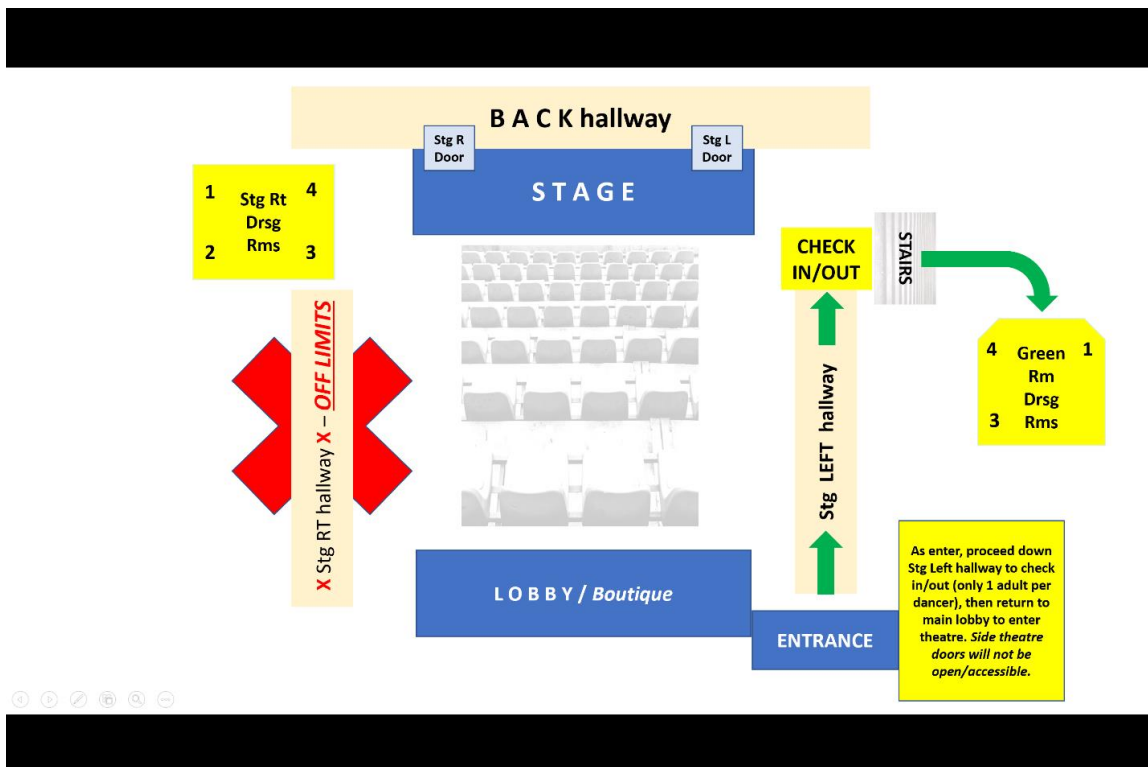 B A C K hallway
Stg R
Door
Stg L
Door
S T A G E
1
4
Stg Rt
Drsg
Rms
2
3
CHECK
IN/OUT
STAIRS
X Stg RT hallway X – OFF LIMITS
Stg LEFT hallway
4
Green
1
Rm
Drsg
3
Rms
L O B B Y / Boutique
ENTRANCE
As enter, proceed down
Stg Left hallway to check
in/out (only 1 adult per
dancer), then return to
main lobby to enter
theatre. Side theatre
doors will not be
open/accessible.